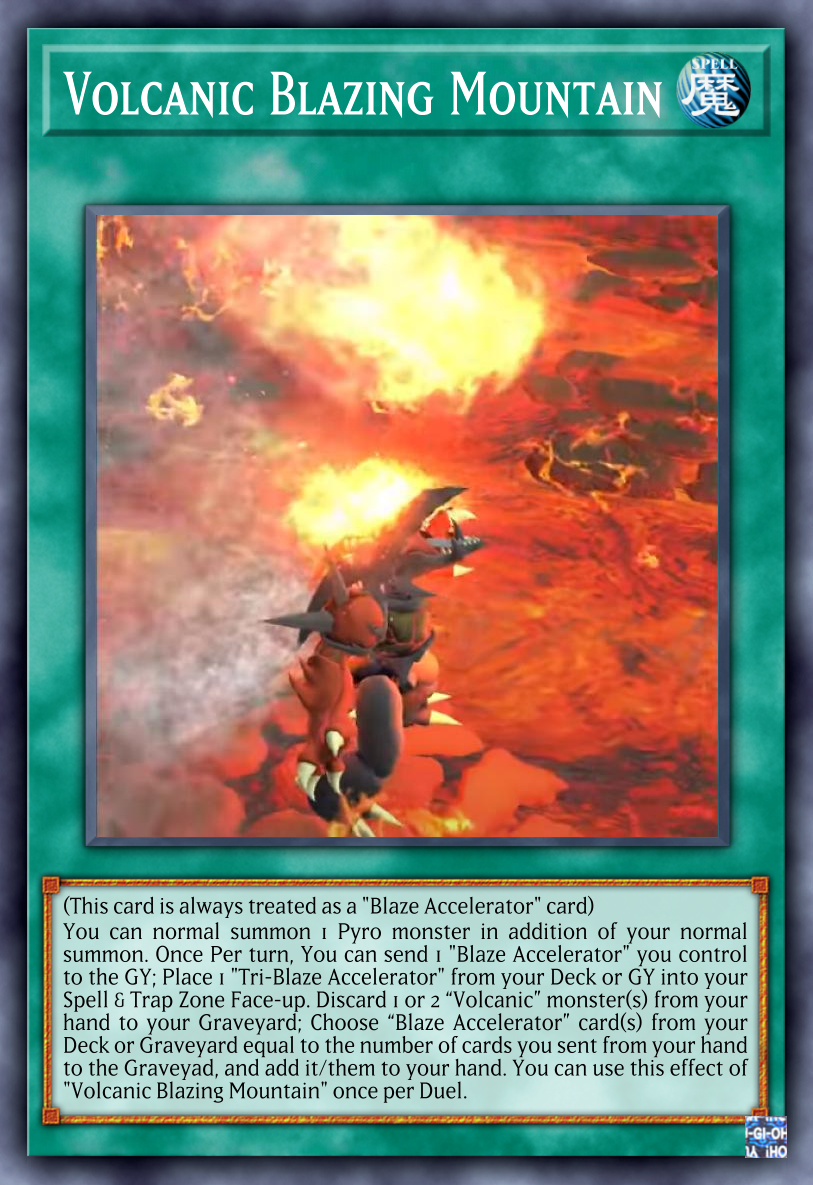 VOLCANIC BLAZING MOUNTAIN
SPELL
魔
(This card is always treated as a "Blaze Accelerator" card)
You can normal summon 1 Pyro monster in addition of your normal
summon. Once Per turn, You can send 1 "Blaze Accelerator" you control
to the GY; Place 1 "Tri-Blaze Accelerator" from your Deck or GY into your
Spell & Trap Zone Face-up. Discard 1 or 2 “Volcanic” monster(s) from your
hand to your Graveyard; Choose “Blaze Accelerator” card(s) from your
Deck or Graveyard equal to the number of cards you sent from your hand
to the Graveyad, and add it/them to your hand. You can use this effect of
"Volcanic Blazing Mountain" once per Duel.
I-GI-OH